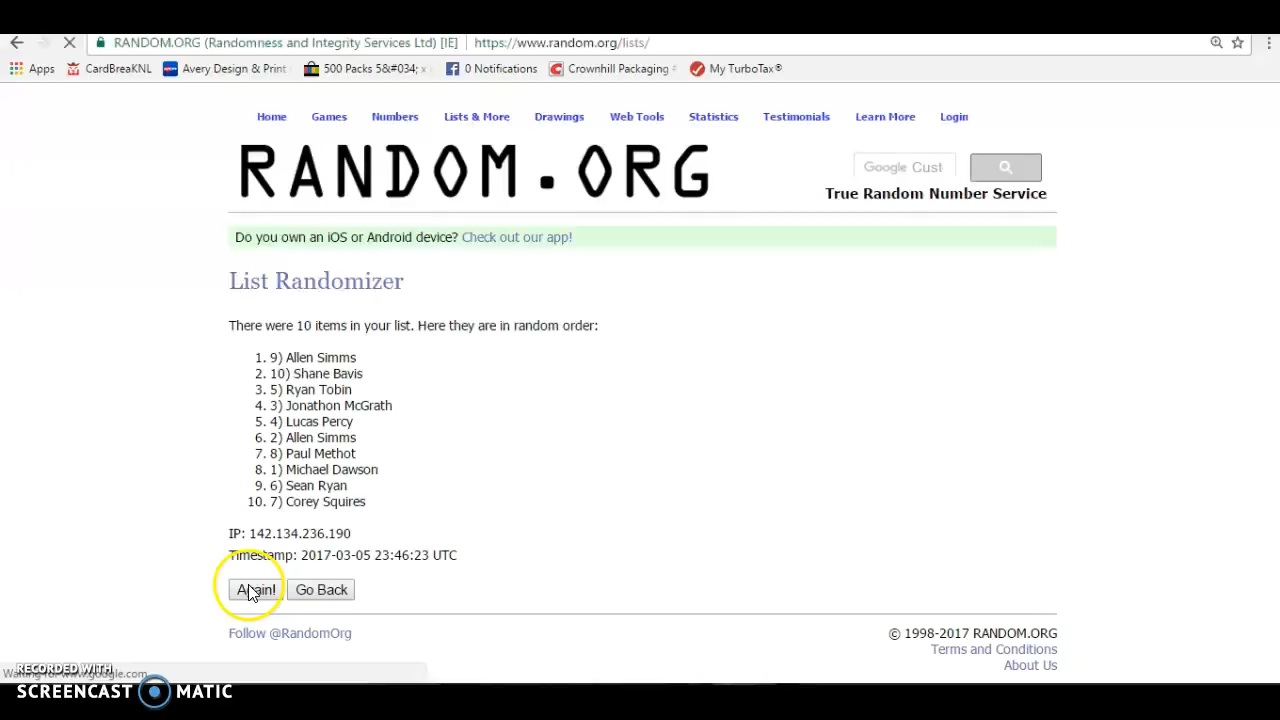 RANDOM.ORG (Randomness and Integrity Services Ltd) [IE] https://www.random.org/lists/
Apps CardBreaKNL Avery Design & Print 500 Packs 5&#034; x 0 Notifications Crownhill Packaging My TurboTax®
Home Games Numbers Lists & More Drawings Web Tools Statistics Testimonials Learn More Login
RANDOM.ORG
Google Cust
True Random Number Service
Do you own an iOS or Android device? Check out our app!
List Randomizer
There were 10 items in your list. Here they are in random order:
1. 9) Allen Simms
2. 10) Shane Bavis
3. 5) Ryan Tobin
4. 3) Jonathon McGrath
5. 4) Lucas Percy
6. 2) Allen Simms
7. 8) Paul Methot
8. 1) Michael Dawson
9. 6) Sean Ryan
10. 7) Corey Squires
IP: 142.134.236.190
Timestamp: 2017-03-05 23:46:23 UTC
Again! Go Back
Follow @RandomOrg
© 1998-2017 RANDOM.ORG
Terms and Conditions
About Us
RECORDED WITH
Waiting for www.google.com
SCREENCAST MATIC